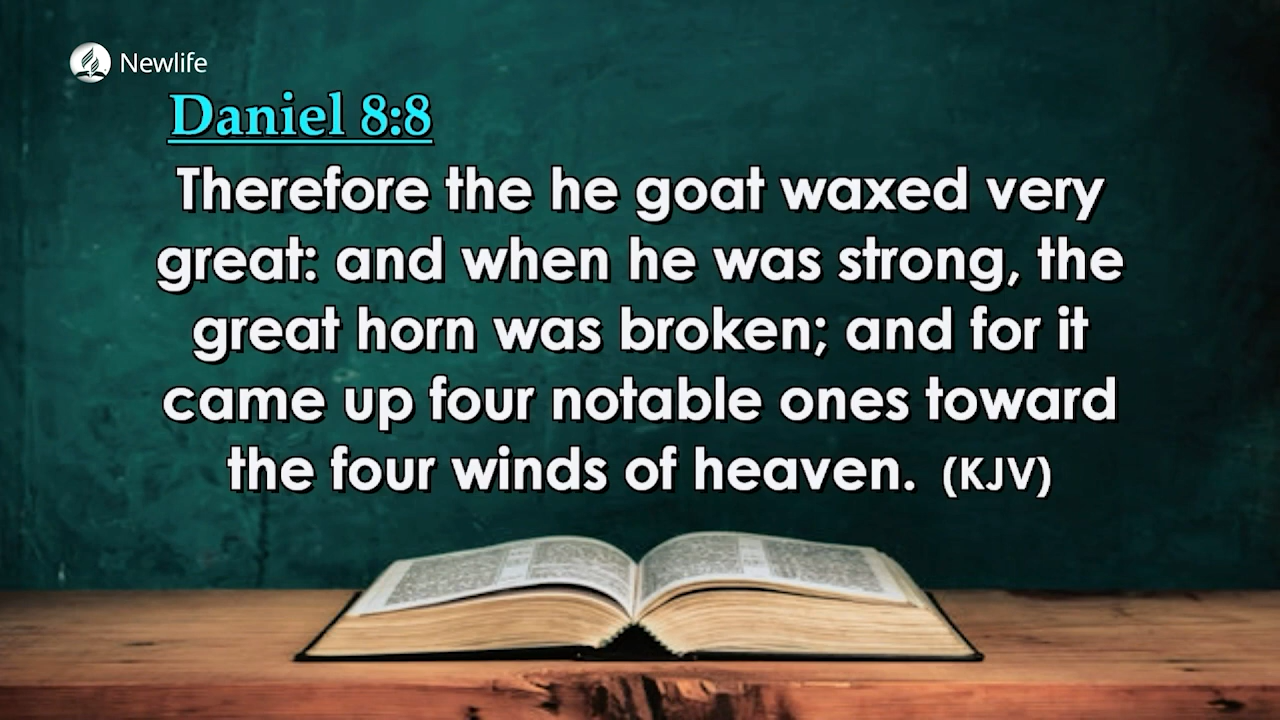 Newlife
Daniel 8:8
Therefore the he goat waxed very
great: and when he was strong, the
great horn was broken; and for it
came up four notable ones toward
the four winds of heaven. (KJV)